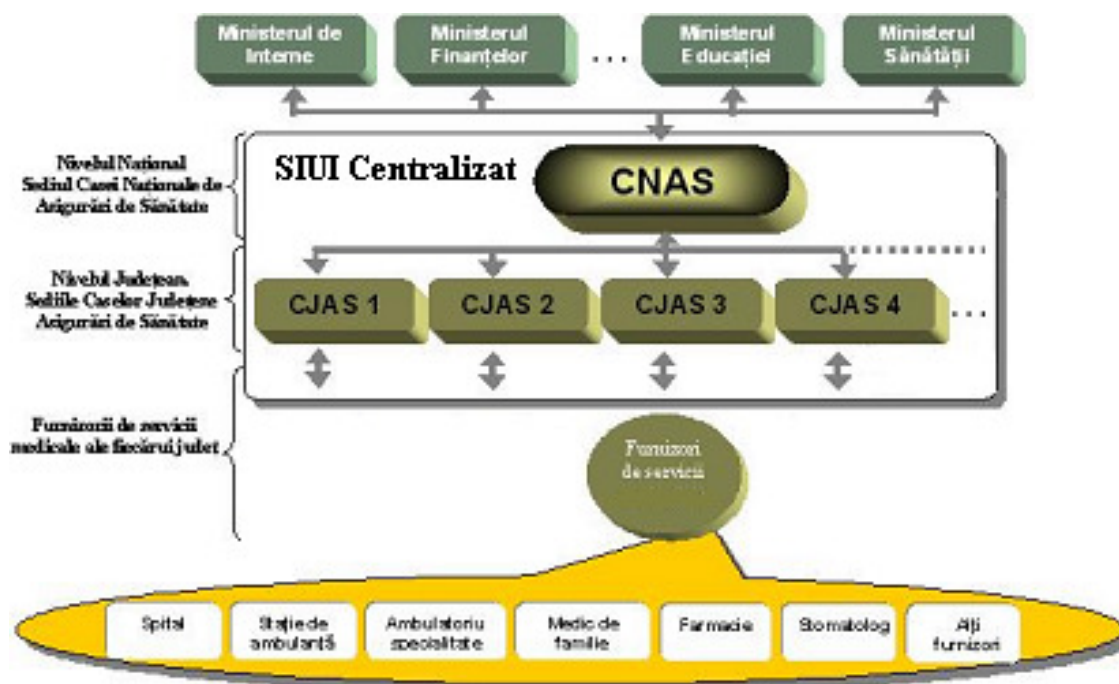 Ministerul de
Interne
Ministerul
Finanțelor
...
Ministerul
Educației
Ministerul
Sănătății
Nivelul Național
Sediul Casei Naționale de
Asigurări de Sănătate
SIUI Centralizat
CNAS
Nivelul Județean.
Sediile Caselor Județene
Asigurări de Sănătate
CJAS 1
CJAS 2
CJAS 3
CJAS 4
...
Furnizorii de servicii
medicale ale fiecărui județ
Furnizori
de servicii
Spital
Stație de
ambulanță
Ambulatoriu
specialitate
Medic de
familie
Farmacie
Stomatolog
Alți
furnizori